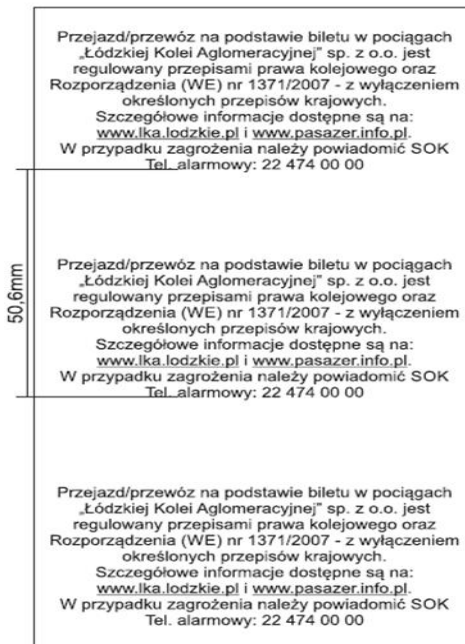 Przejazd/przewóz na podstawie biletu w pociągach
„Łódzkiej Kolei Aglomeracyjnej” sp. z o.o. jest
regulowany przepisami prawa kolejowego oraz
Rozporządzenia (WE) nr 1371/2007 - z wyłączeniem
określonych przepisów krajowych.
Szczegółowe informacje dostępne są na:
www.lka.lodzkie.pl i www.pasazer.info.pl.
W przypadku zagrożenia należy powiadomić SOK
Tel. alarmowy: 22 474 00 00
50,6mm
Przejazd/przewóz na podstawie biletu w pociągach
„Łódzkiej Kolei Aglomeracyjnej” sp. z o.o. jest
regulowany przepisami prawa kolejowego oraz
Rozporządzenia (WE) nr 1371/2007 - z wyłączeniem
określonych przepisów krajowych.
Szczegółowe informacje dostępne są na:
www.lka.lodzkie.pl i www.pasazer.info.pl.
W przypadku zagrożenia należy powiadomić SOK
Tel. alarmowy: 22 474 00 00
Przejazd/przewóz na podstawie biletu w pociągach
„Łódzkiej Kolei Aglomeracyjnej” sp. z o.o. jest
regulowany przepisami prawa kolejowego oraz
Rozporządzenia (WE) nr 1371/2007 - z wyłączeniem
określonych przepisów krajowych.
Szczegółowe informacje dostępne są na:
www.lka.lodzkie.pl i www.pasazer.info.pl.
W przypadku zagrożenia należy powiadomić SOK
Tel. alarmowy: 22 474 00 00